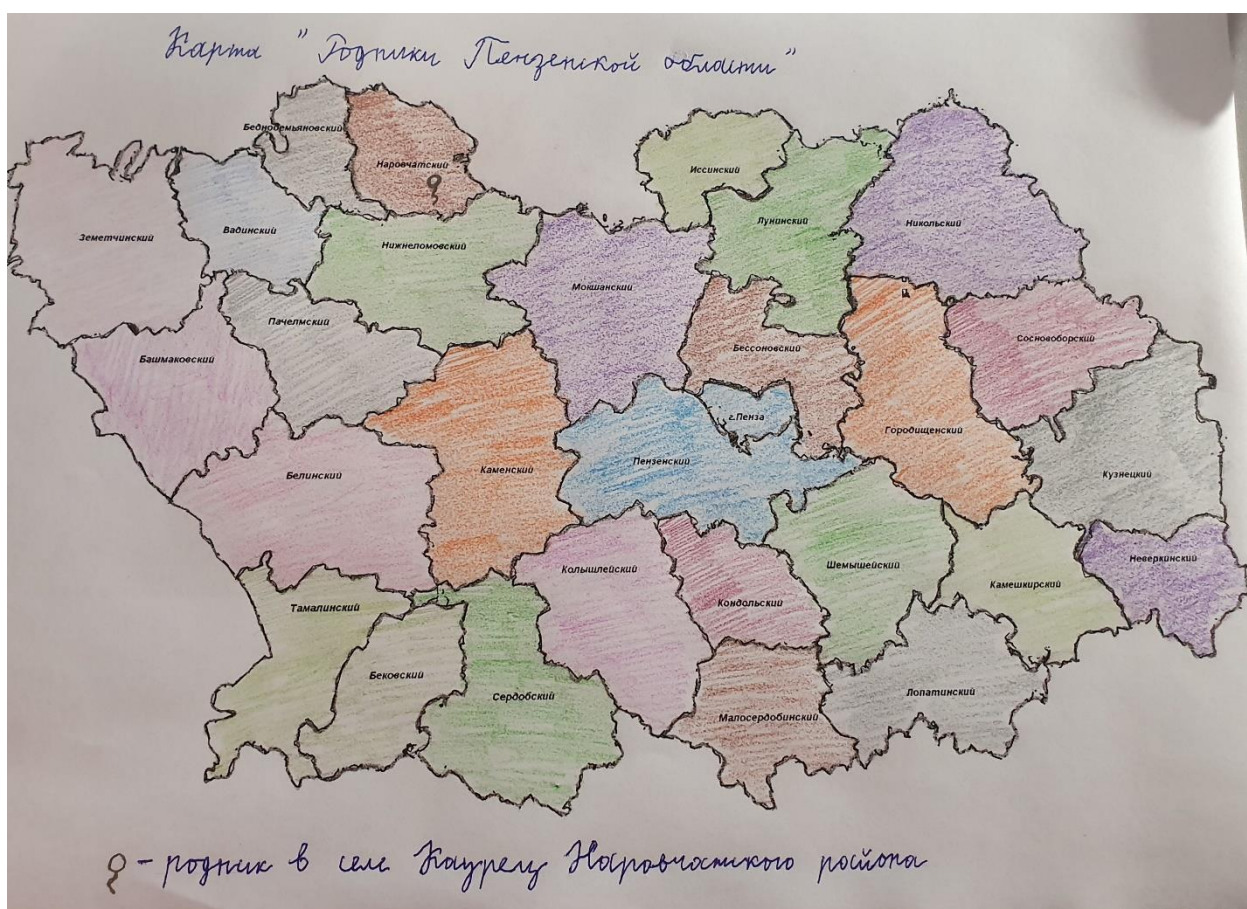 Карта "Родники Пензенской области"
Беднодемьяновский
Наровчатский
Иссинский
Земетчинский
Вадинский
Нижнеломовский
Лунинский
Никольский
Мокшанский
Пачелмский
Башмаковский
Бессоновский
Сосновоборский
г.Пенза
Городищенский
Белинский
Каменский
Пензенский
Кузнецкий
Колышлейский
Шемышейский
Неверкинский
Камешкирский
Тамалинский
Кондольский
Бековский
Сердобский
Лопатинский
Малосердобинский
- родник в селе Каурец Наровчатского района